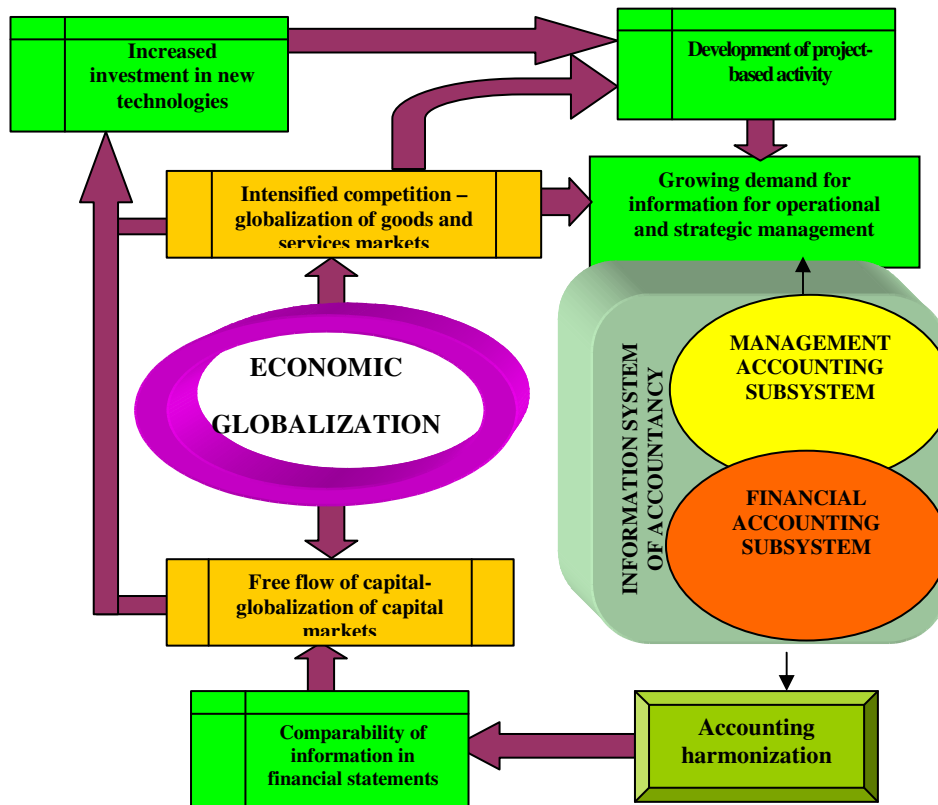 Increased
investment in new
technologies
Development of project-
based activity
Intensified competition –
globalization of goods and
services markets
Growing demand for
information for operational
and strategic management
ECONOMIC
GLOBALIZATION
INFORMATION SYSTEM
OF ACCOUNTANCY
MANAGEMENT
ACCOUNTING
SUBSYSTEM
FINANCIAL
ACCOUNTING
SUBSYSTEM
Free flow of capital-
globalization of capital
markets
Comparability of
information in
financial statements
Accounting
harmonization